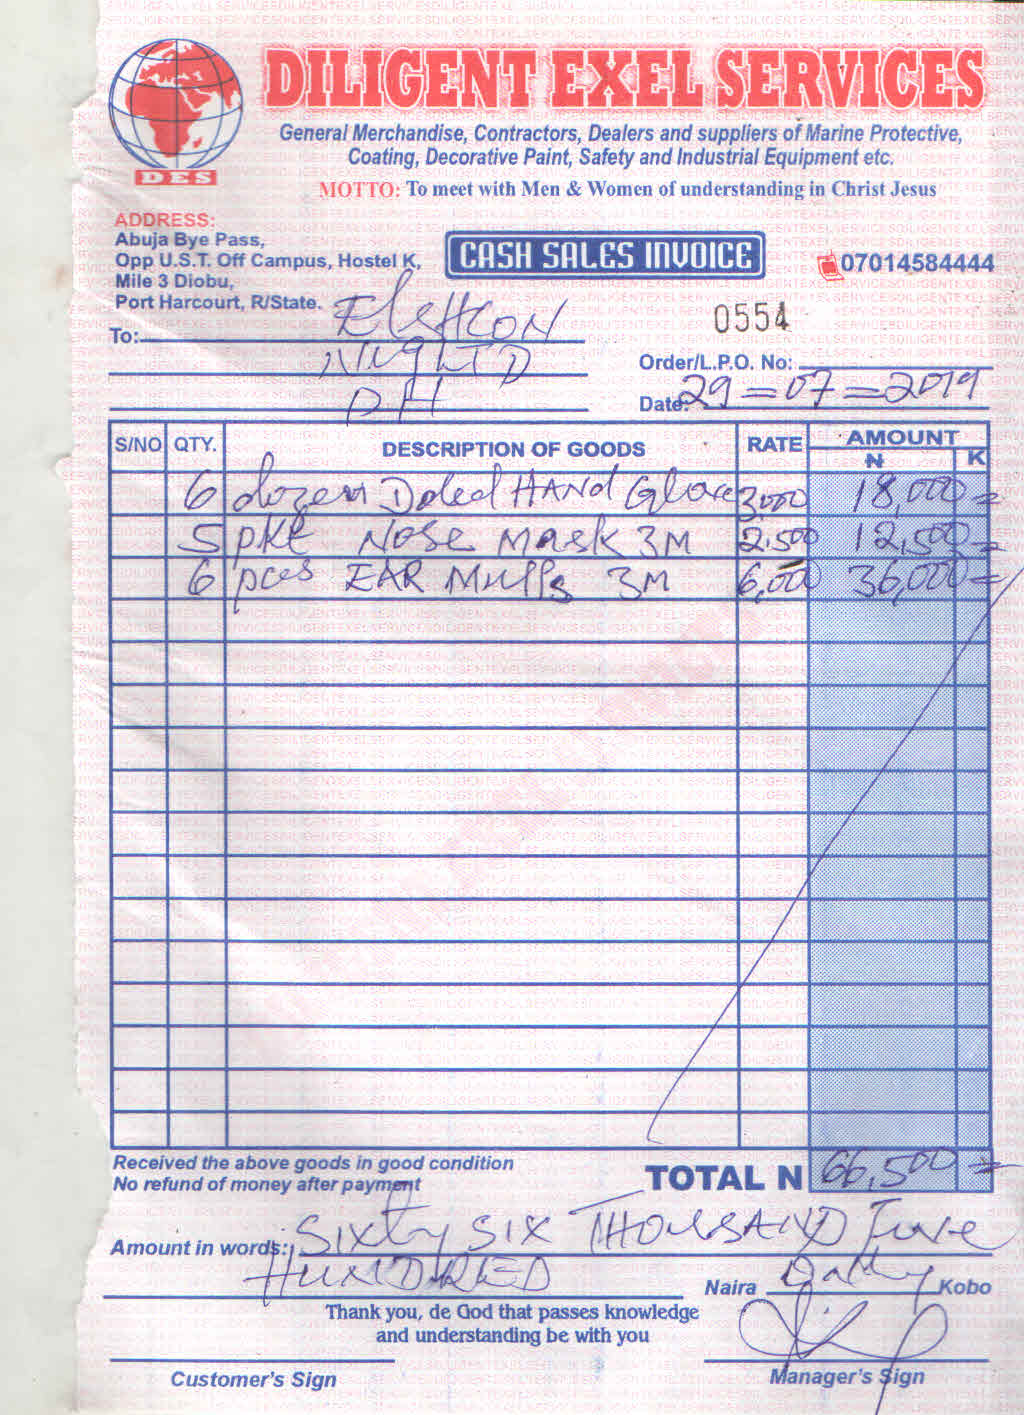 DILIGENT EXEL SERVICES
General Merchandise, Contractors, Dealers and suppliers of Marine Protective,
Coating, Decorative Paint, Safety and Industrial Equipment etc.
DES
MOTTO: To meet with Men & Women of understanding in Christ Jesus
ADDRESS:
Abuja Bye Pass,
Opp U.S.T. Off Campus, Hostel K,
Mile 3 Diobu,
Port Harcourt, R/State.
CASH SALES INVOICE
07014584444
0554
To:
NIG LTD
PH
Order/L.P.O. No:
Date: 29=07=2019
S/NO QTY. DESCRIPTION OF GOODS RATE AMOUNT
₦ K
6 dozen HAND Glove 3,000 18,000 =
5 pkt Nose Mask 3M 2,500 12,500 =
6 pcs EAR Muffs 3M 6,000 36,000 =
Received the above goods in good condition
No refund of money after payment
TOTAL N 66,500 =
Amount in words: Sixty SIX THOUSAND Five
HUNDRED Naira Only Kobo
Thank you, de God that passes knowledge
and understanding be with you
Customer's Sign
Manager's Sign